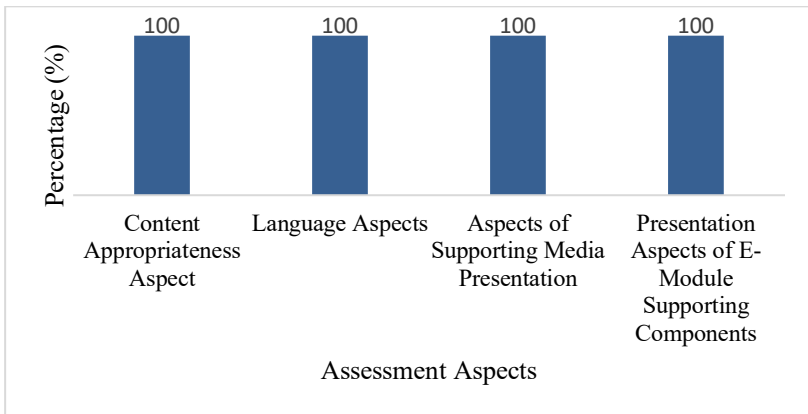 100 100 100 100
Percentage (%)
Content
Appropriateness
Aspect
Language Aspects
Aspects of
Supporting Media
Presentation
Presentation
Aspects of E-
Module
Supporting
Components
Assessment Aspects